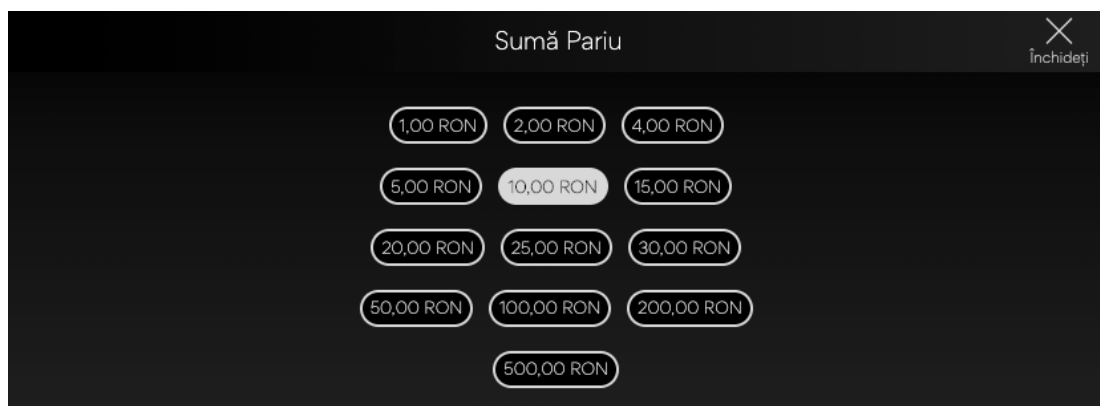 Sumă Pariu
Închideți
1,00 RON 2,00 RON 4,00 RON
5,00 RON 10,00 RON 15,00 RON
20,00 RON 25,00 RON 30,00 RON
50,00 RON 100,00 RON 200,00 RON
500,00 RON